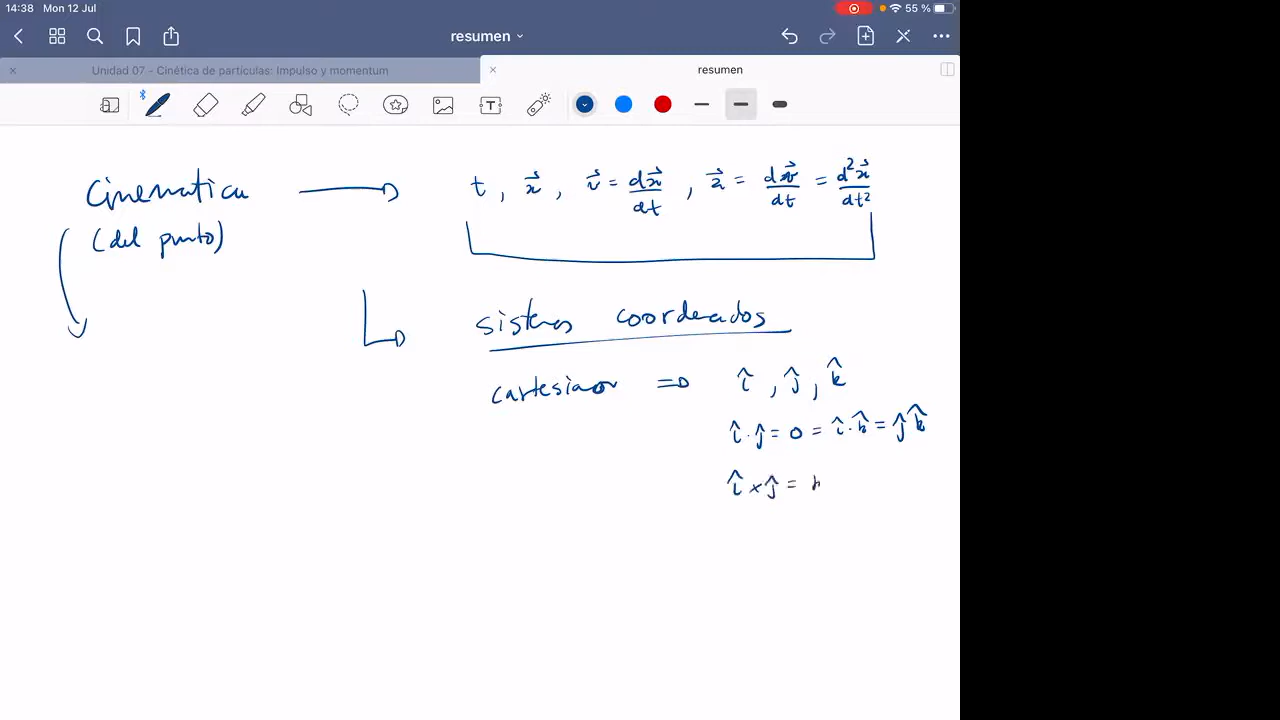 14:38 Mon 12 Jul
55 %
resumen
Unidad 07 - Cinética de partículas: Impulso y momentum
resumen
T
Cinematica → t, x⃗, v⃗ = dx⃗/dt, a⃗ = dv⃗/dt = d²x⃗/dt²
(del punto)
sistemas coordenados
cartesiano ⇒ î, ĵ, k̂
î · ĵ = 0 = î · k̂ = ĵ k̂
î × ĵ =